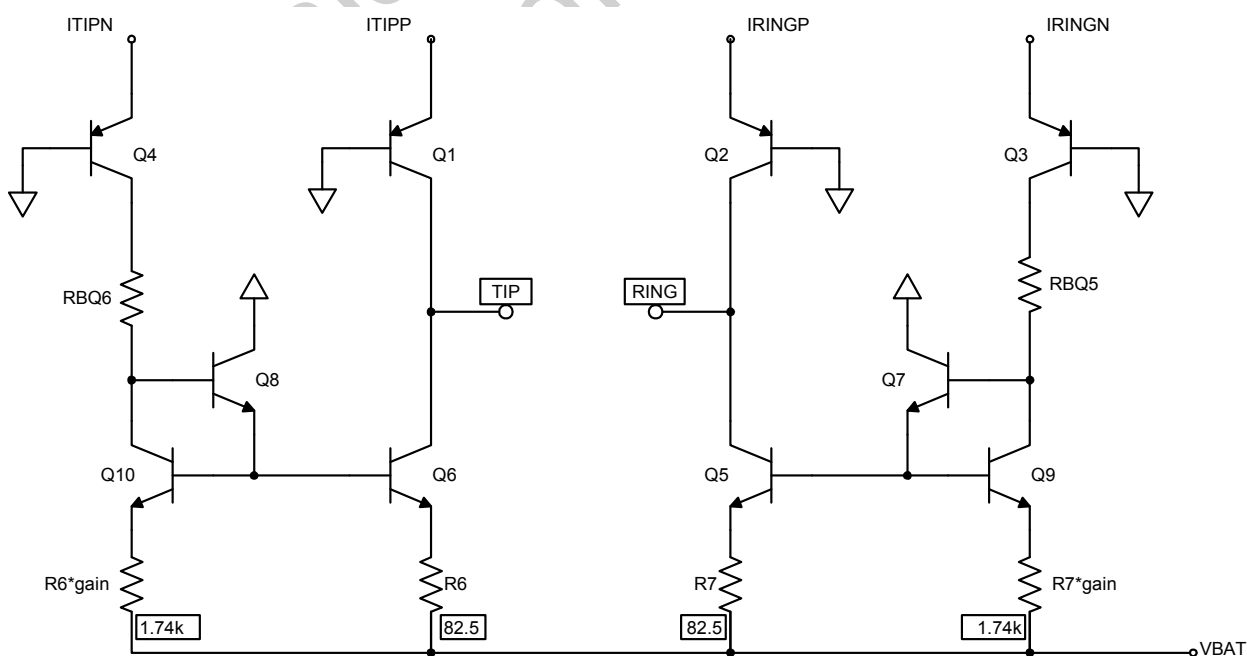 ITIPN ITIPP IRINGP IRINGN
Q4 Q1 Q2 Q3
RBQ6 TIP RING RBQ5
Q8 Q7
Q10 Q6 Q5 Q9
R6*gain R6 R7 R7*gain
1.74k 82.5 82.5 1.74k
VBAT